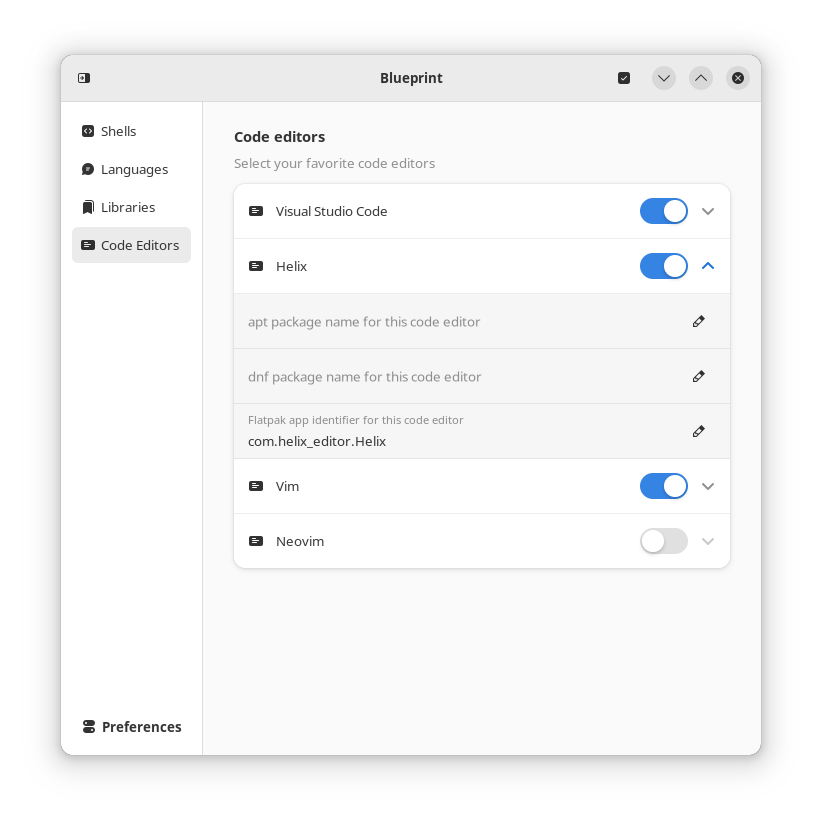 Blueprint
Shells
Languages
Libraries
Code Editors
Preferences
Code editors
Select your favorite code editors
Visual Studio Code
Helix
apt package name for this code editor
dnf package name for this code editor
Flatpak app identifier for this code editor
com.helix_editor.Helix
Vim
Neovim